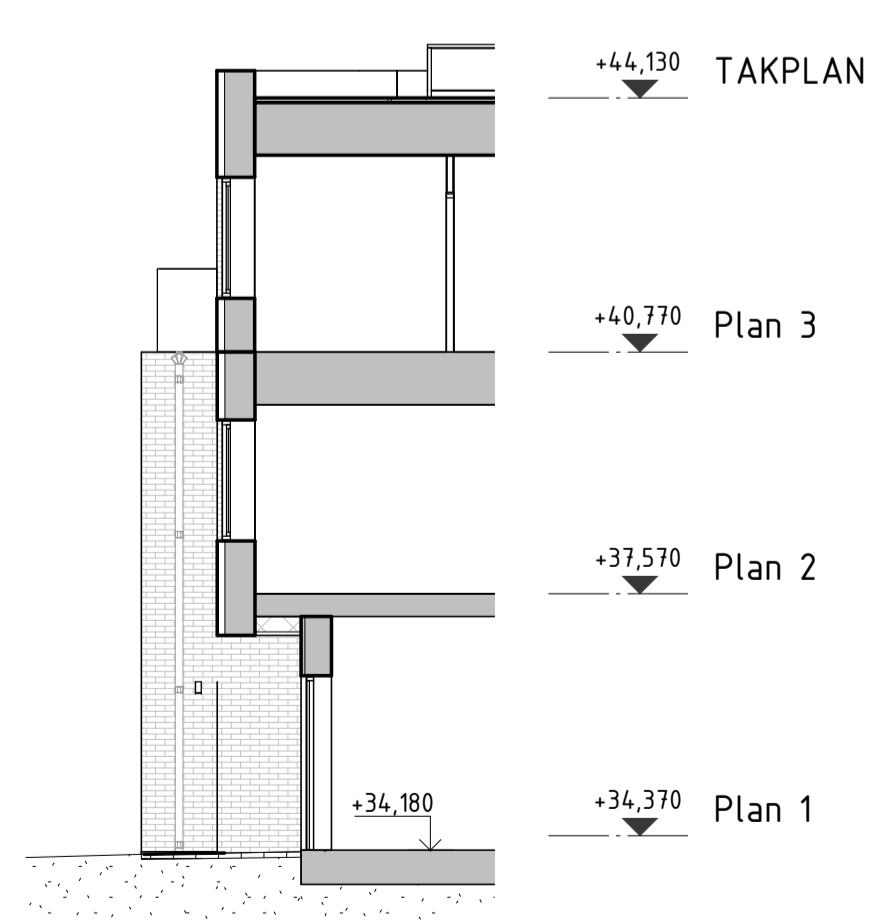 +44,130 TAKPLAN
+40,770 Plan 3
+37,570 Plan 2
+34,180
+34,370 Plan 1